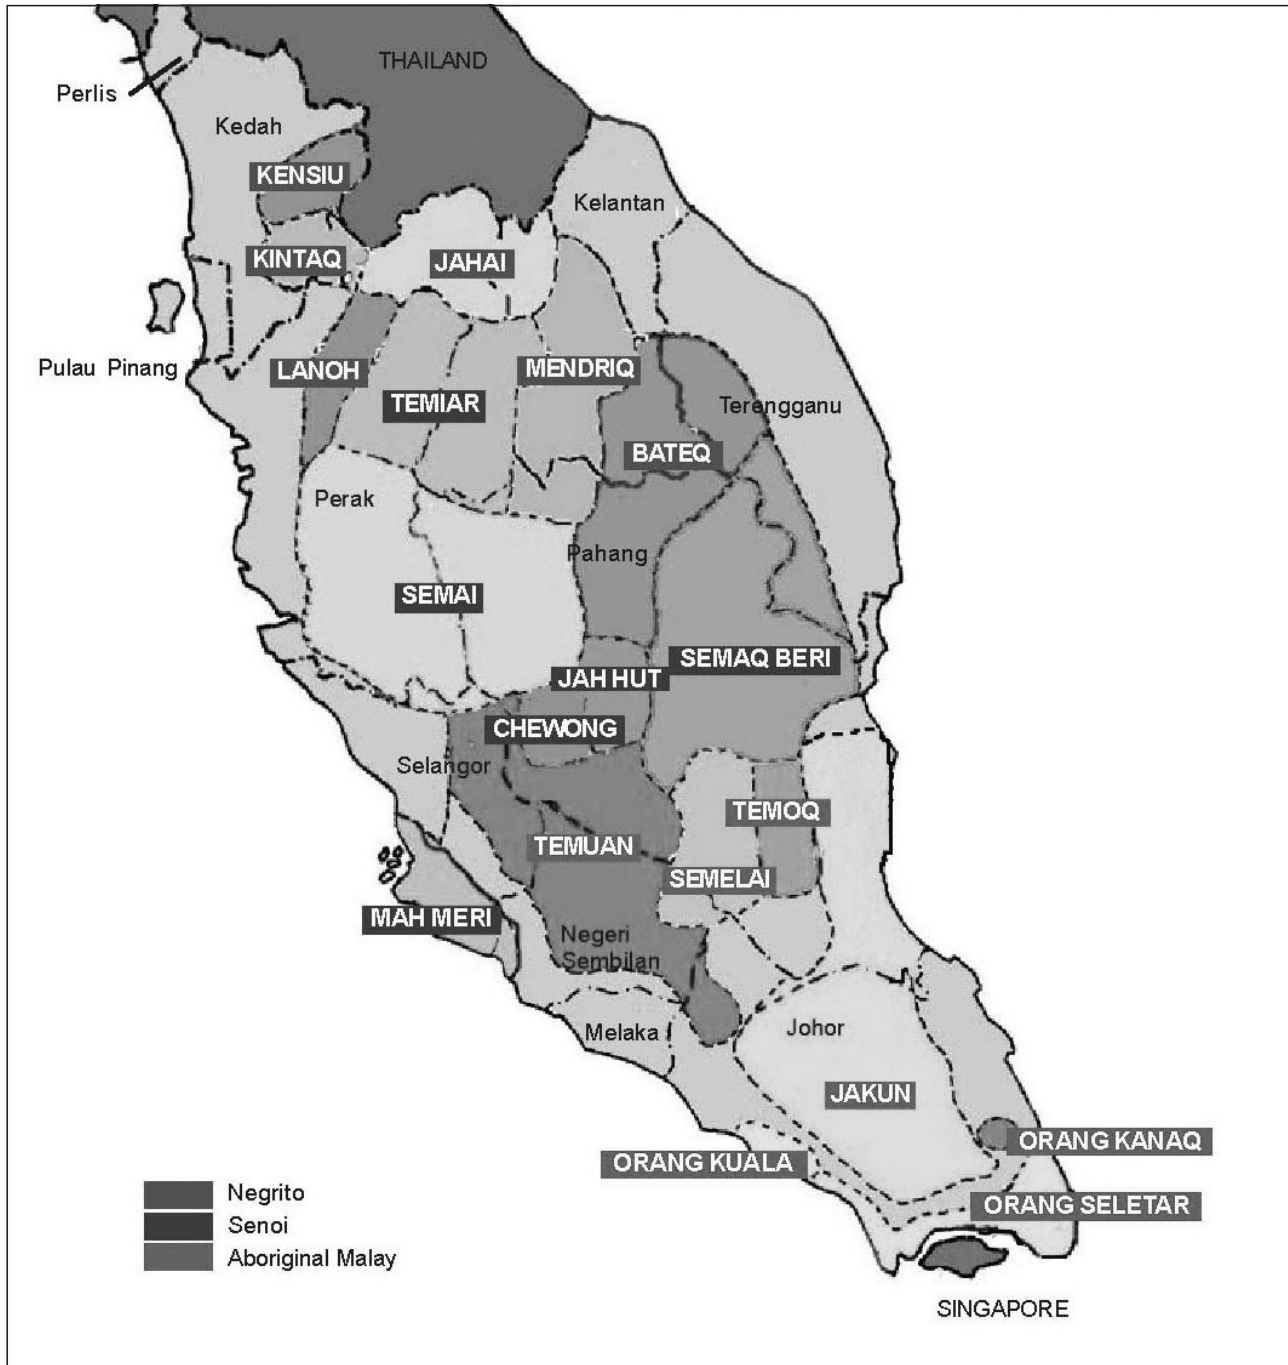 THAILAND
Perlis
Kedah
KENSIU
Kelantan
KINTAQ
JAHAI
Pulau Pinang
LANOH
MENDRIQ
TEMIAR
Terengganu
BATEQ
Perak
Pahang
SEMAI
SEMAQ BERI
JAH HUT
CHEWONG
Selangor
TEMOQ
TEMUAN
SEMELAI
MAH MERI
Negeri
Sembilan
Melaka
Johor
JAKUN
ORANG KANAQ
ORANG KUALA
ORANG SELETAR
Negrito
Senoi
Aboriginal Malay
SINGAPORE